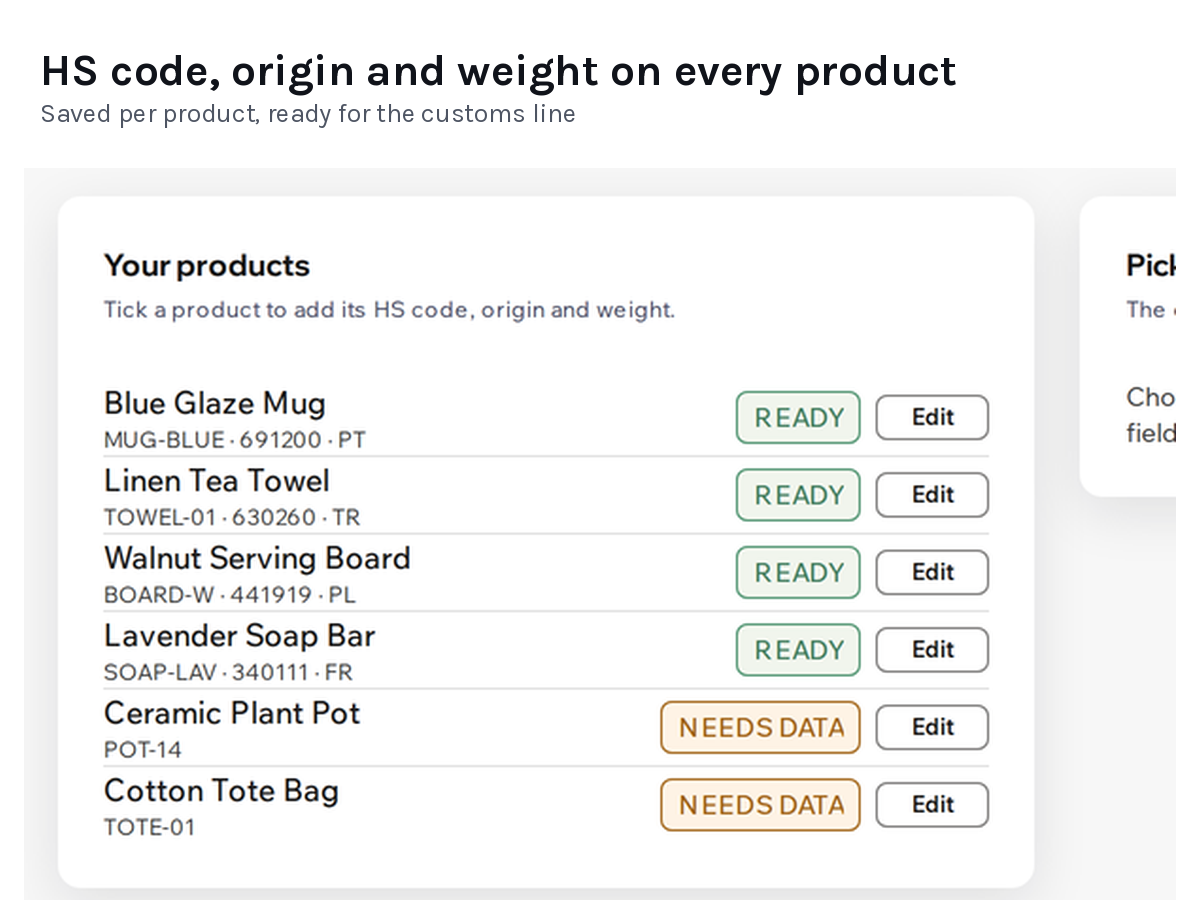 HS code, origin and weight on every product
Saved per product, ready for the customs line
Your products
Tick a product to add its HS code, origin and weight.
Blue Glaze Mug
MUG-BLUE · 691200 · PT
READY
Edit
Linen Tea Towel
TOWEL-01 · 630260 · TR
READY
Edit
Walnut Serving Board
BOARD-W · 441919 · PL
READY
Edit
Lavender Soap Bar
SOAP-LAV · 340111 · FR
READY
Edit
Ceramic Plant Pot
POT-14
NEEDS DATA
Edit
Cotton Tote Bag
TOTE-01
NEEDS DATA
Edit
The